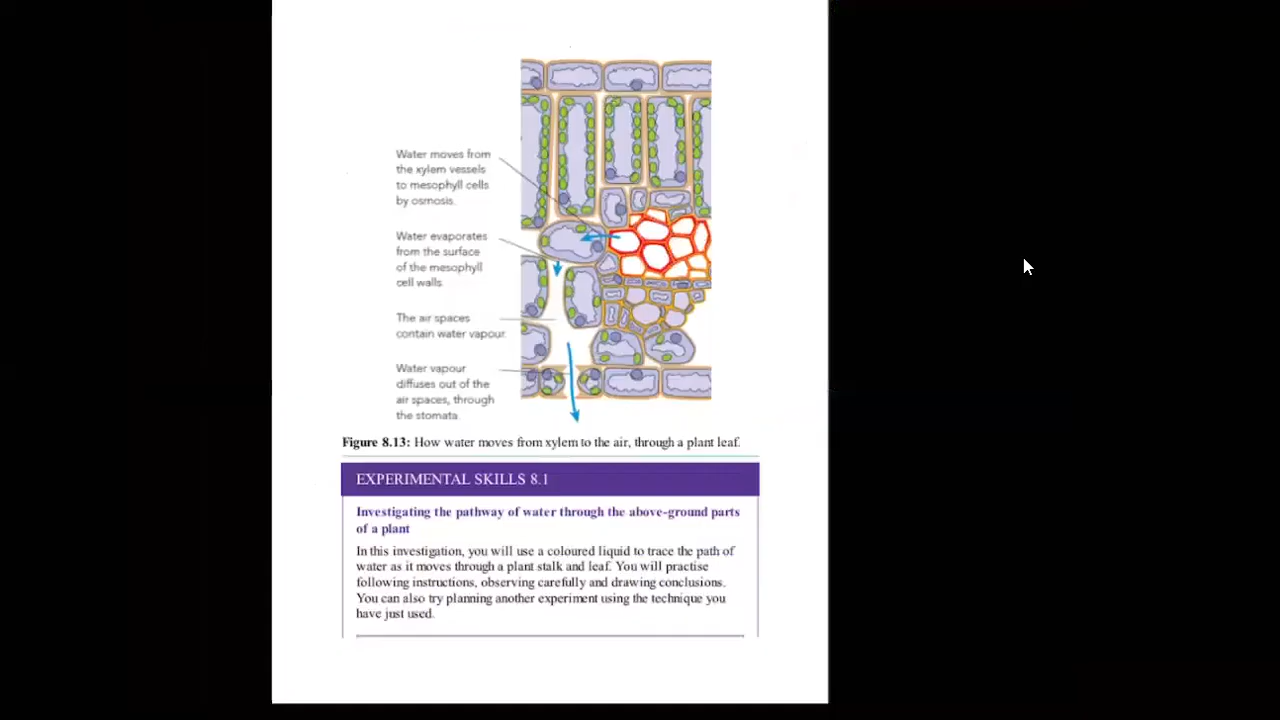 Water moves from
the xylem vessels
to mesophyll cells
by osmosis.
Water evaporates
from the surface
of the mesophyll
cell walls.
The air spaces
contain water vapour.
Water vapour
diffuses out of the
air spaces, through
the stomata
Figure 8.13: How water moves from xylem to the air, through a plant leaf.
EXPERIMENTAL SKILLS 8.1
Investigating the pathway of water through the above-ground parts
of a plant
In this investigation, you will use a coloured liquid to trace the path of
water as it moves through a plant stalk and leaf. You will practise
following instructions, observing carefully and drawing conclusions.
You can also try planning another experiment using the technique you
have just used.